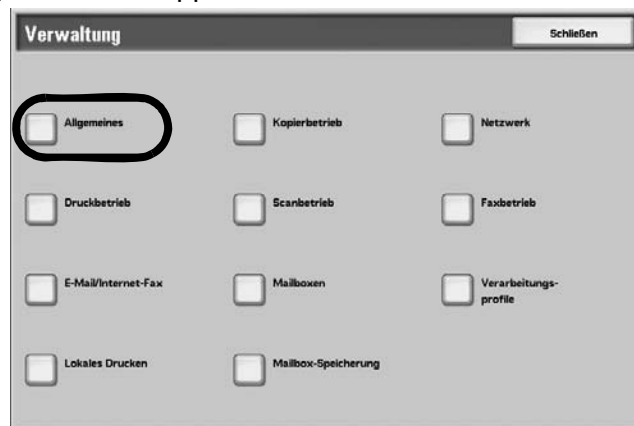 Verwaltung
Schließen
Allgemeines
Kopierbetrieb
Netzwerk
Druckbetrieb
Scanbetrieb
Faxbetrieb
E-Mail/Internet-Fax
Mailboxen
Verarbeitungs-
profile
Lokales Drucken
Mailbox-Speicherung